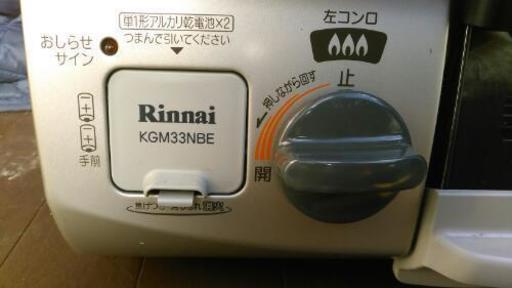 単1形アルカリ乾電池×2
つまんで引いてください
おしらせ
サイン
左コンロ
止
押しながら回す
開
Rinnai
KGM33NBE
手前